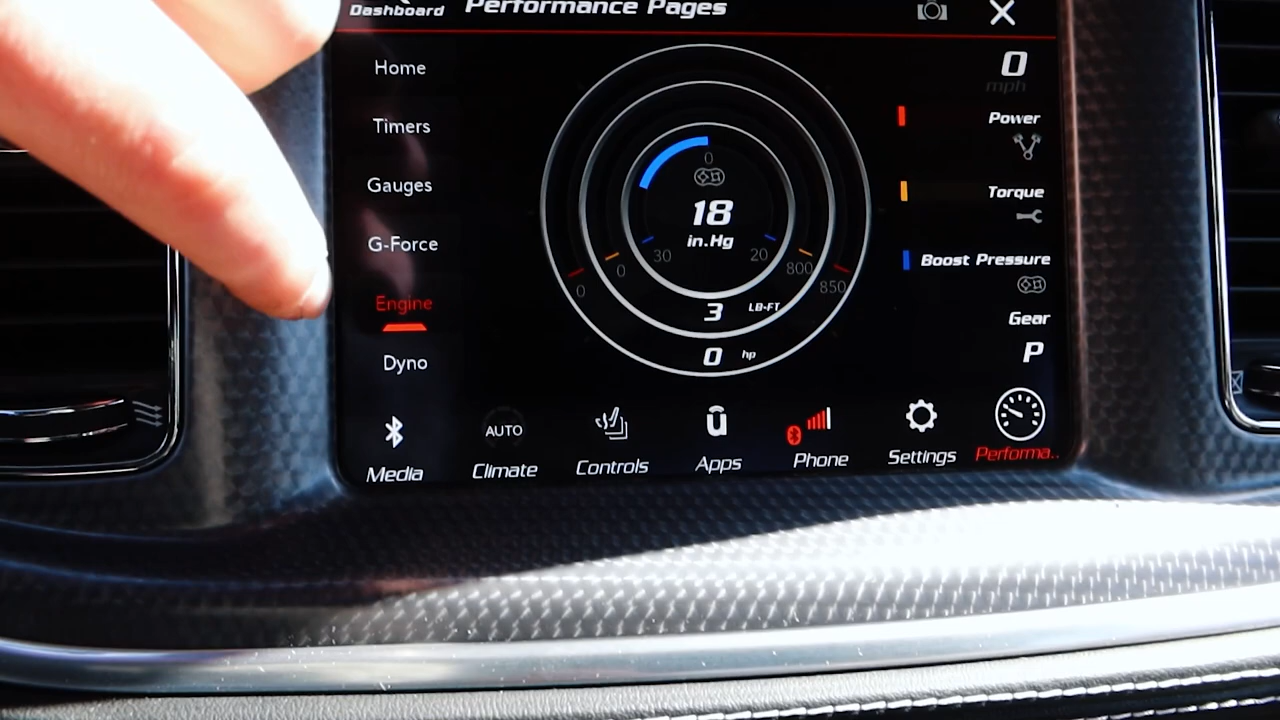 Dashboard
Performance Pages
Home
Timers
Gauges
G-Force
Engine
Dyno
0
18
in.Hg
30
20
0
800
0
850
3 LB-FT
0 hp
0
mph
Power
Torque
Boost Pressure
Gear
P
AUTO
Media
Climate
Controls
Apps
Phone
Settings
Performa..